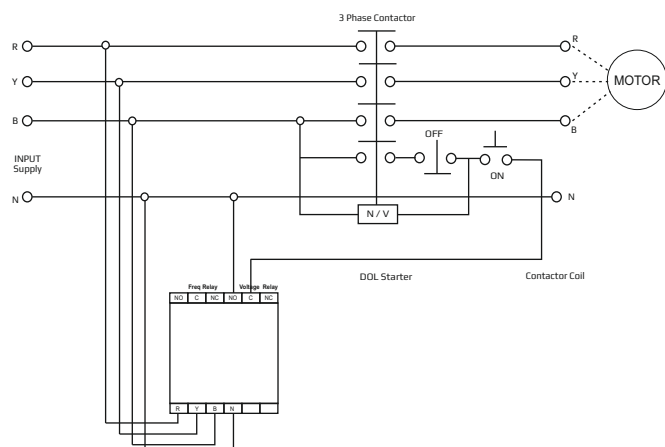 3 Phase Contactor
R
R
Y
Y
MOTOR
B
B
OFF
INPUT
Supply
ON
N
N / V
N
DOL Starter
Contactor Coil
Freq Relay
Voltage Relay
NO C NC NO C NC
R Y B N